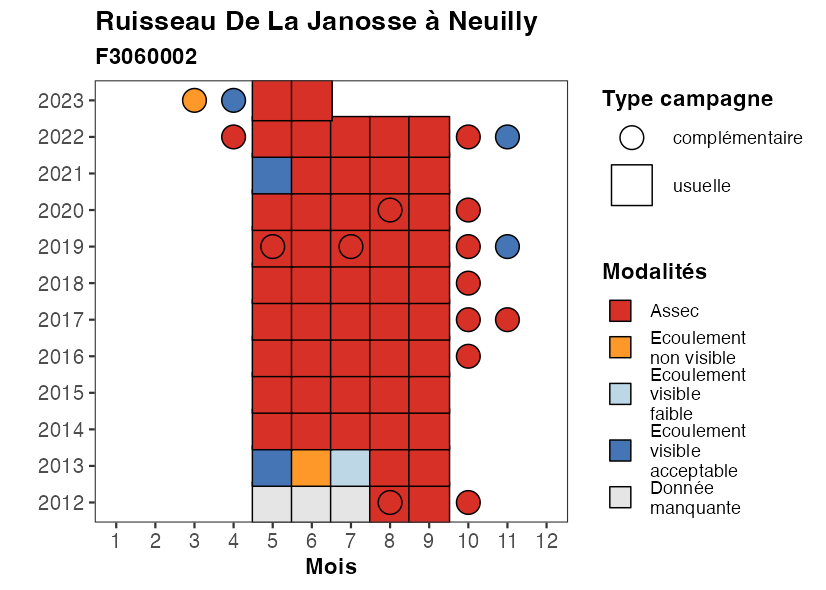 Ruisseau De La Janosse à Neuilly
F3060002
2023
2022
2021
2020
2019
2018
2017
2016
2015
2014
2013
2012
1 2 3 4 5 6 7 8 9 10 11 12
Mois
Type campagne
complémentaire
usuelle
Modalités
Assec
Ecoulement
non visible
Ecoulement
visible
faible
Ecoulement
visible
acceptable
Donnée
manquante